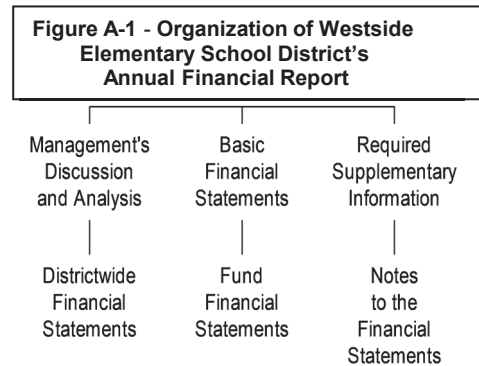 Figure A-1 - Organization of Westside
Elementary School District's
Annual Financial Report
Management's
Discussion
and Analysis
Basic
Financial
Statements
Required
Supplementary
Information
Districtwide
Financial
Statements
Fund
Financial
Statements
Notes
to the
Financial
Statements